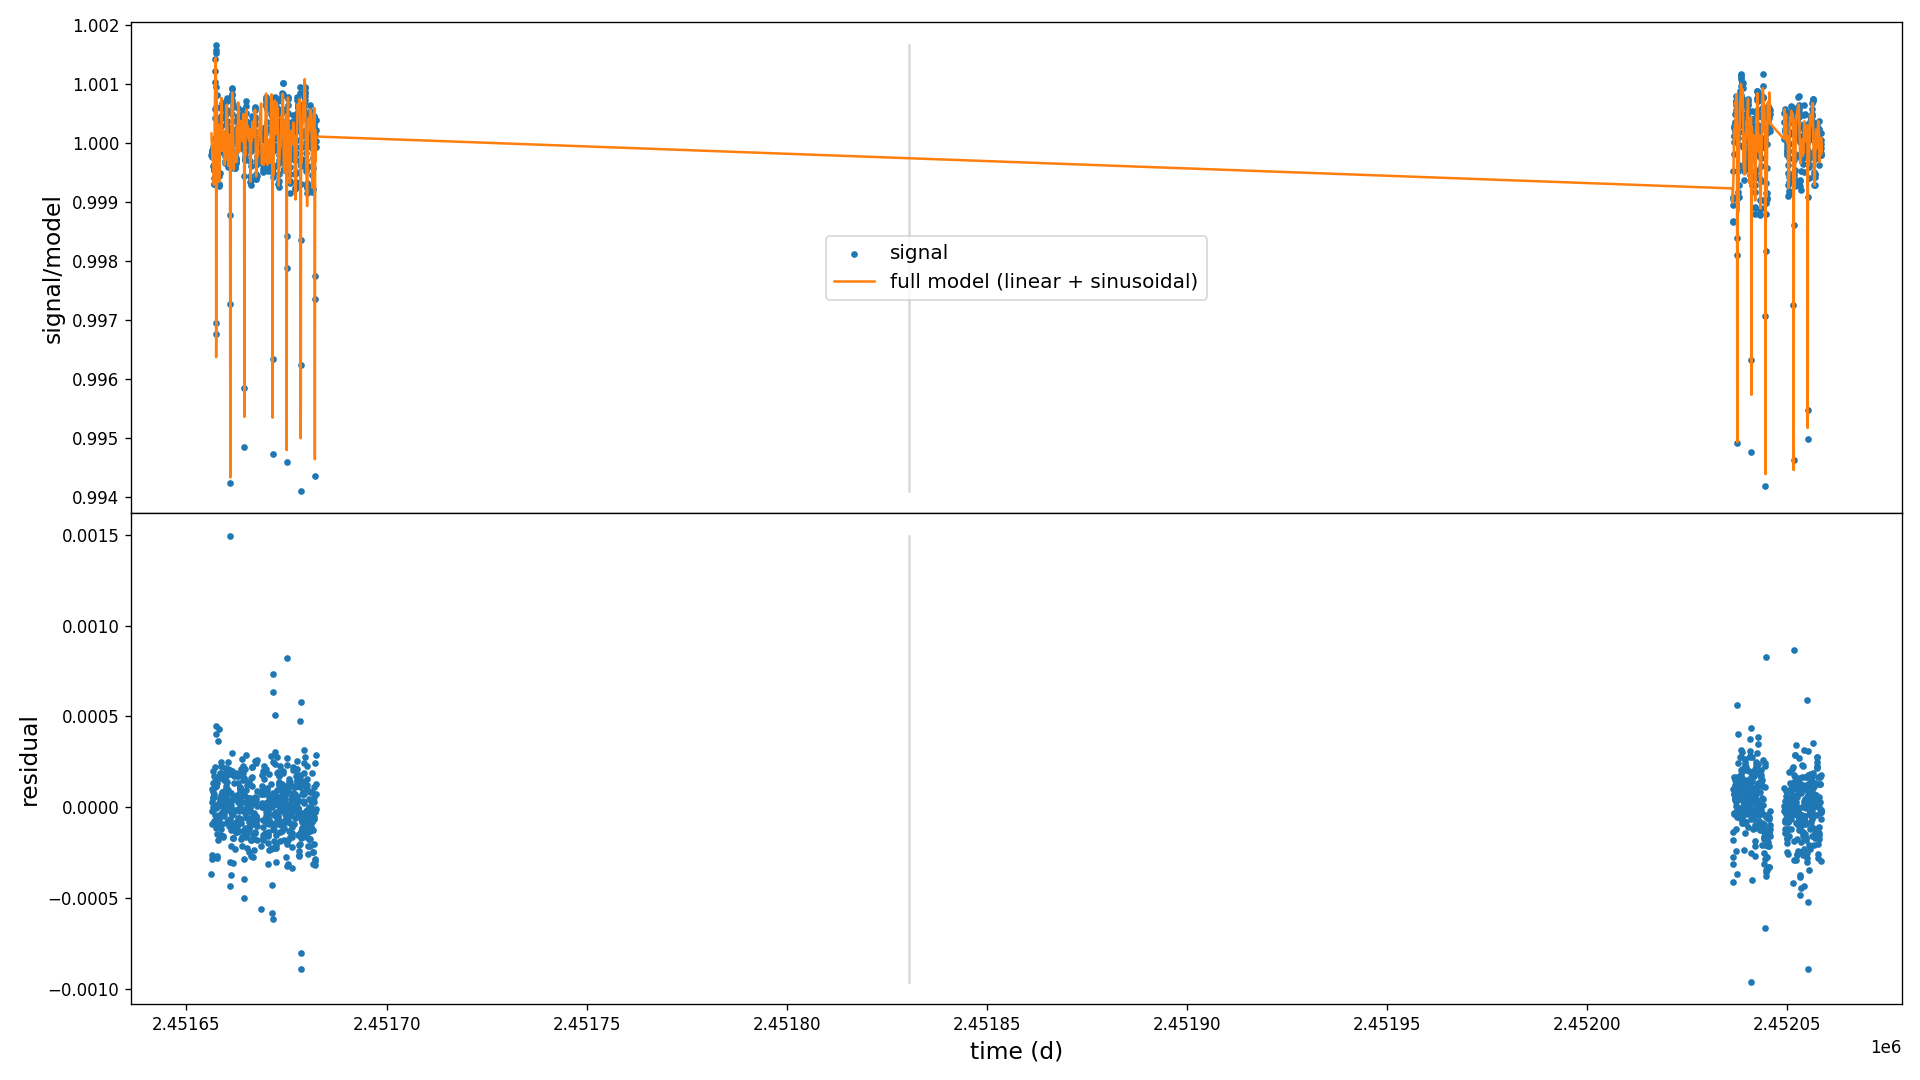 1.002
1.001
1.000
0.999
0.998
0.997
0.996
0.995
0.994
signal/model
signal
full model (linear + sinusoidal)
0.0015
0.0010
0.0005
0.0000
−0.0005
−0.0010
residual
2.45165 2.45170 2.45175 2.45180 2.45185 2.45190 2.45195 2.45200 2.45205
1e6
time (d)